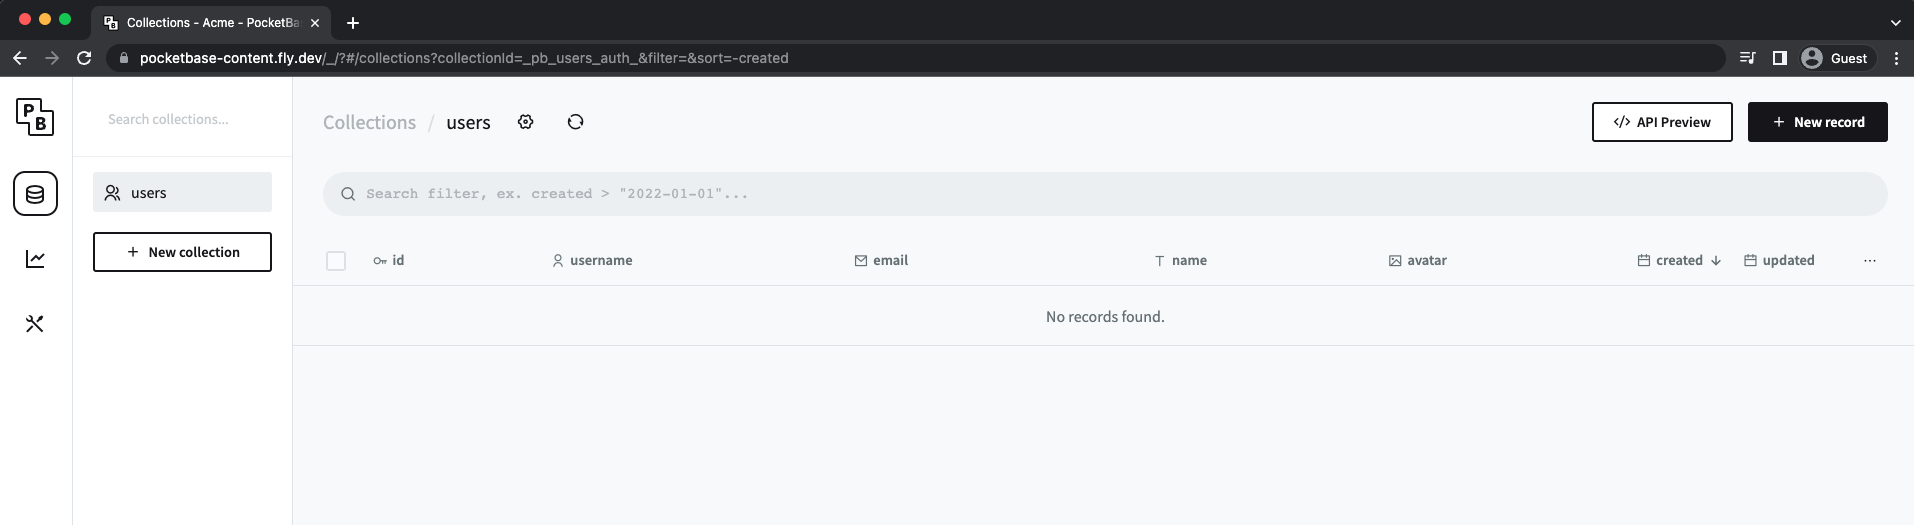 Collections - Acme - PocketBa
pocketbase-content.fly.dev/_/?#/collections?collectionId=_pb_users_auth_&filter=&sort=-created
Guest
PB
Search collections...
users
+ New collection
Collections / users
</> API Preview
+ New record
Search filter, ex. created > "2022-01-01"...
id username email name avatar created ↓ updated ...
No records found.